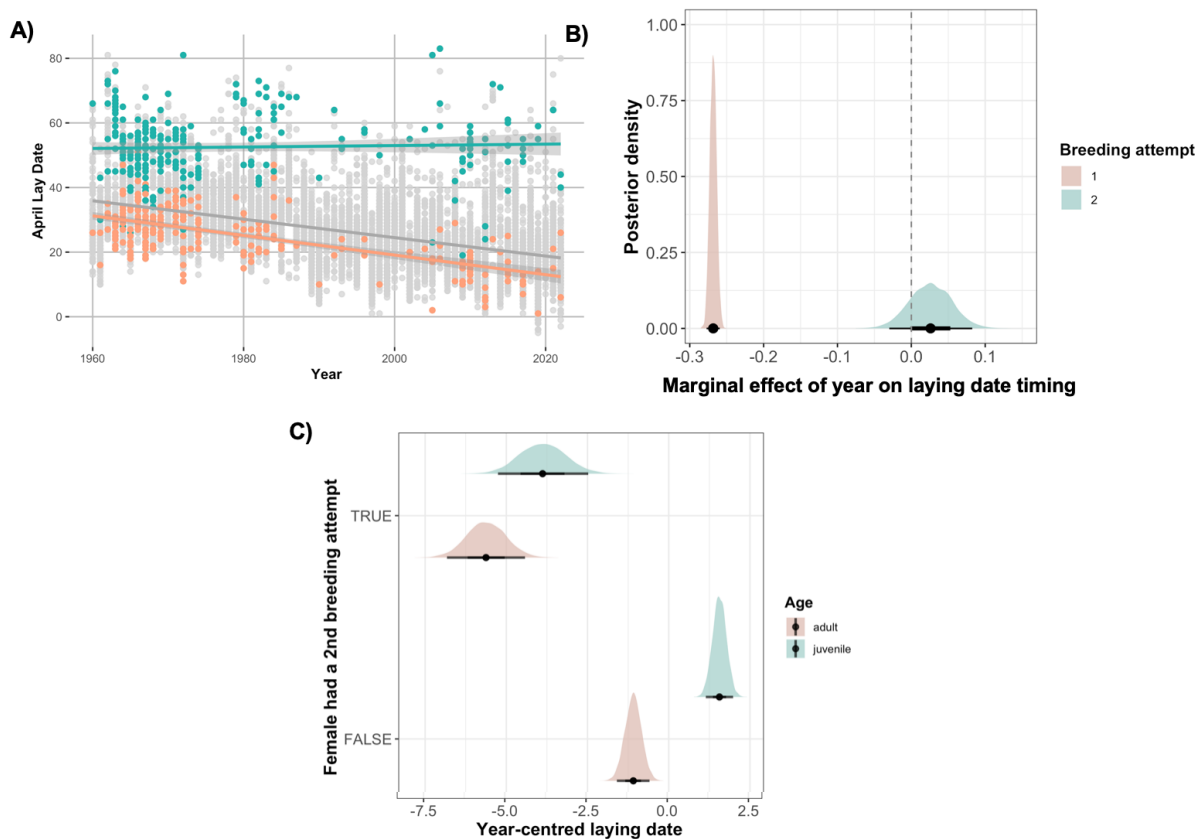 A)
80
60
40
20
0
April Lay Date
1960
1980
2000
2020
Year
B)
1.00
0.75
0.50
0.25
0.00
Posterior density
-0.3
-0.2
-0.1
0.0
0.1
Marginal effect of year on laying date timing
Breeding attempt
1
2
C)
Female had a 2nd breeding attempt
TRUE
FALSE
-7.5
-5.0
-2.5
0.0
2.5
Year-centred laying date
Age
adult
juvenile